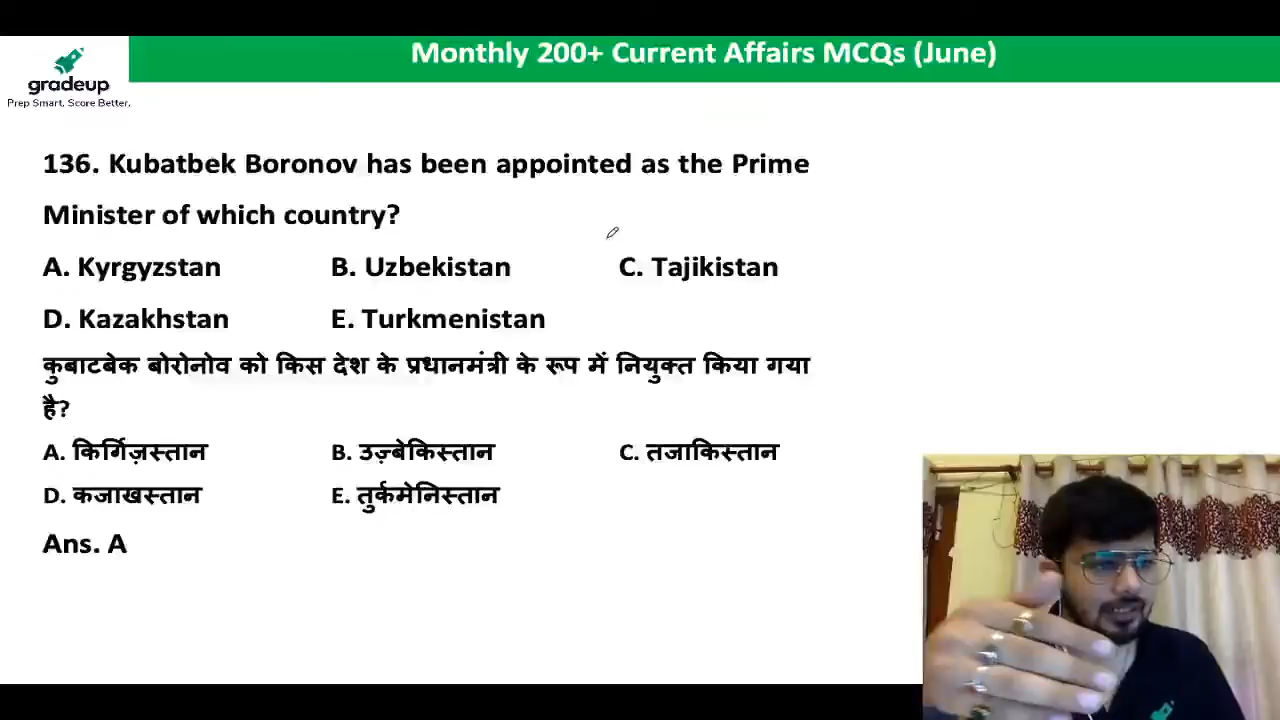 Monthly 200+ Current Affairs MCQs (June)
gradeup
Prep Smart. Score Better.
136. Kubatbek Boronov has been appointed as the Prime
Minister of which country?
A. Kyrgyzstan B. Uzbekistan C. Tajikistan
D. Kazakhstan E. Turkmenistan
कुबाटबेक बोरोनोव को किस देश के प्रधानमंत्री के रूप में नियुक्त किया गया
है?
A. किर्गिज़स्तान B. उज़्बेकिस्तान C. तजाकिस्तान
D. कजाखस्तान E. तुर्कमेनिस्तान
Ans. A